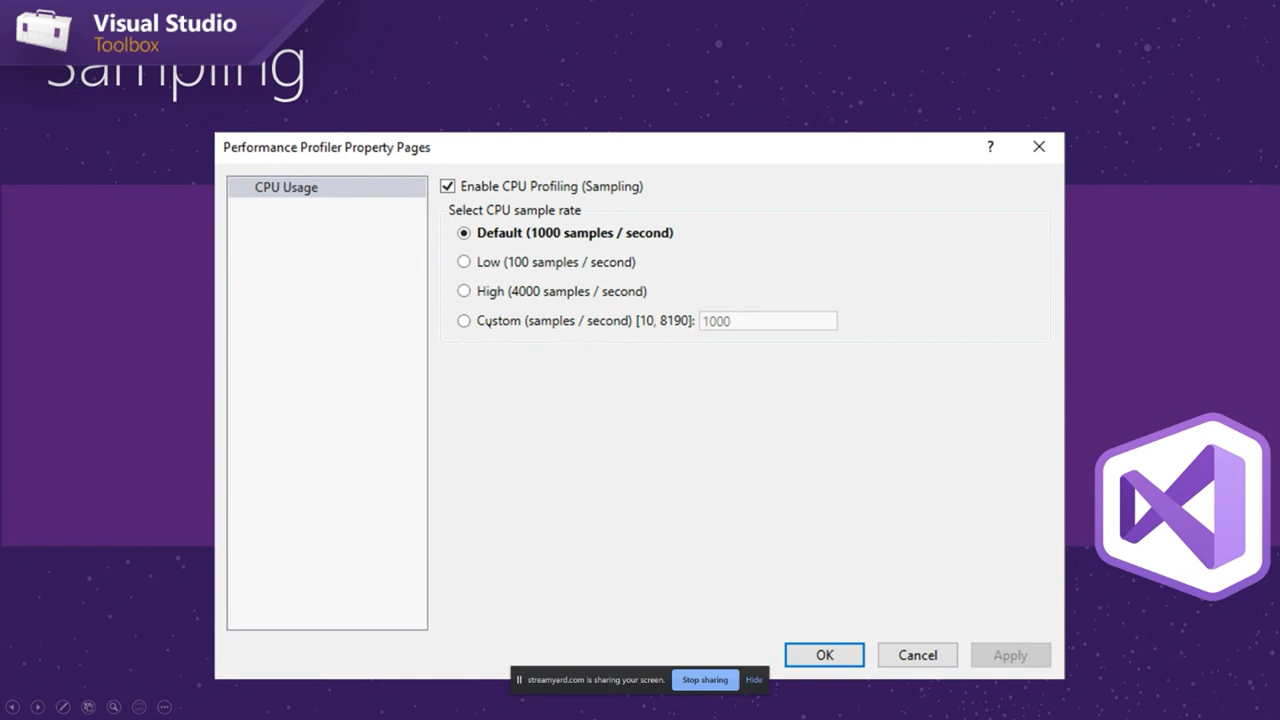 Visual Studio
Toolbox
Sampling
Performance Profiler Property Pages
?
CPU Usage
Enable CPU Profiling (Sampling)
Select CPU sample rate
Default (1000 samples / second)
Low (100 samples / second)
High (4000 samples / second)
Custom (samples / second) [10, 8190]: 1000
OK Cancel Apply
streamyard.com is sharing your screen. Stop sharing Hide